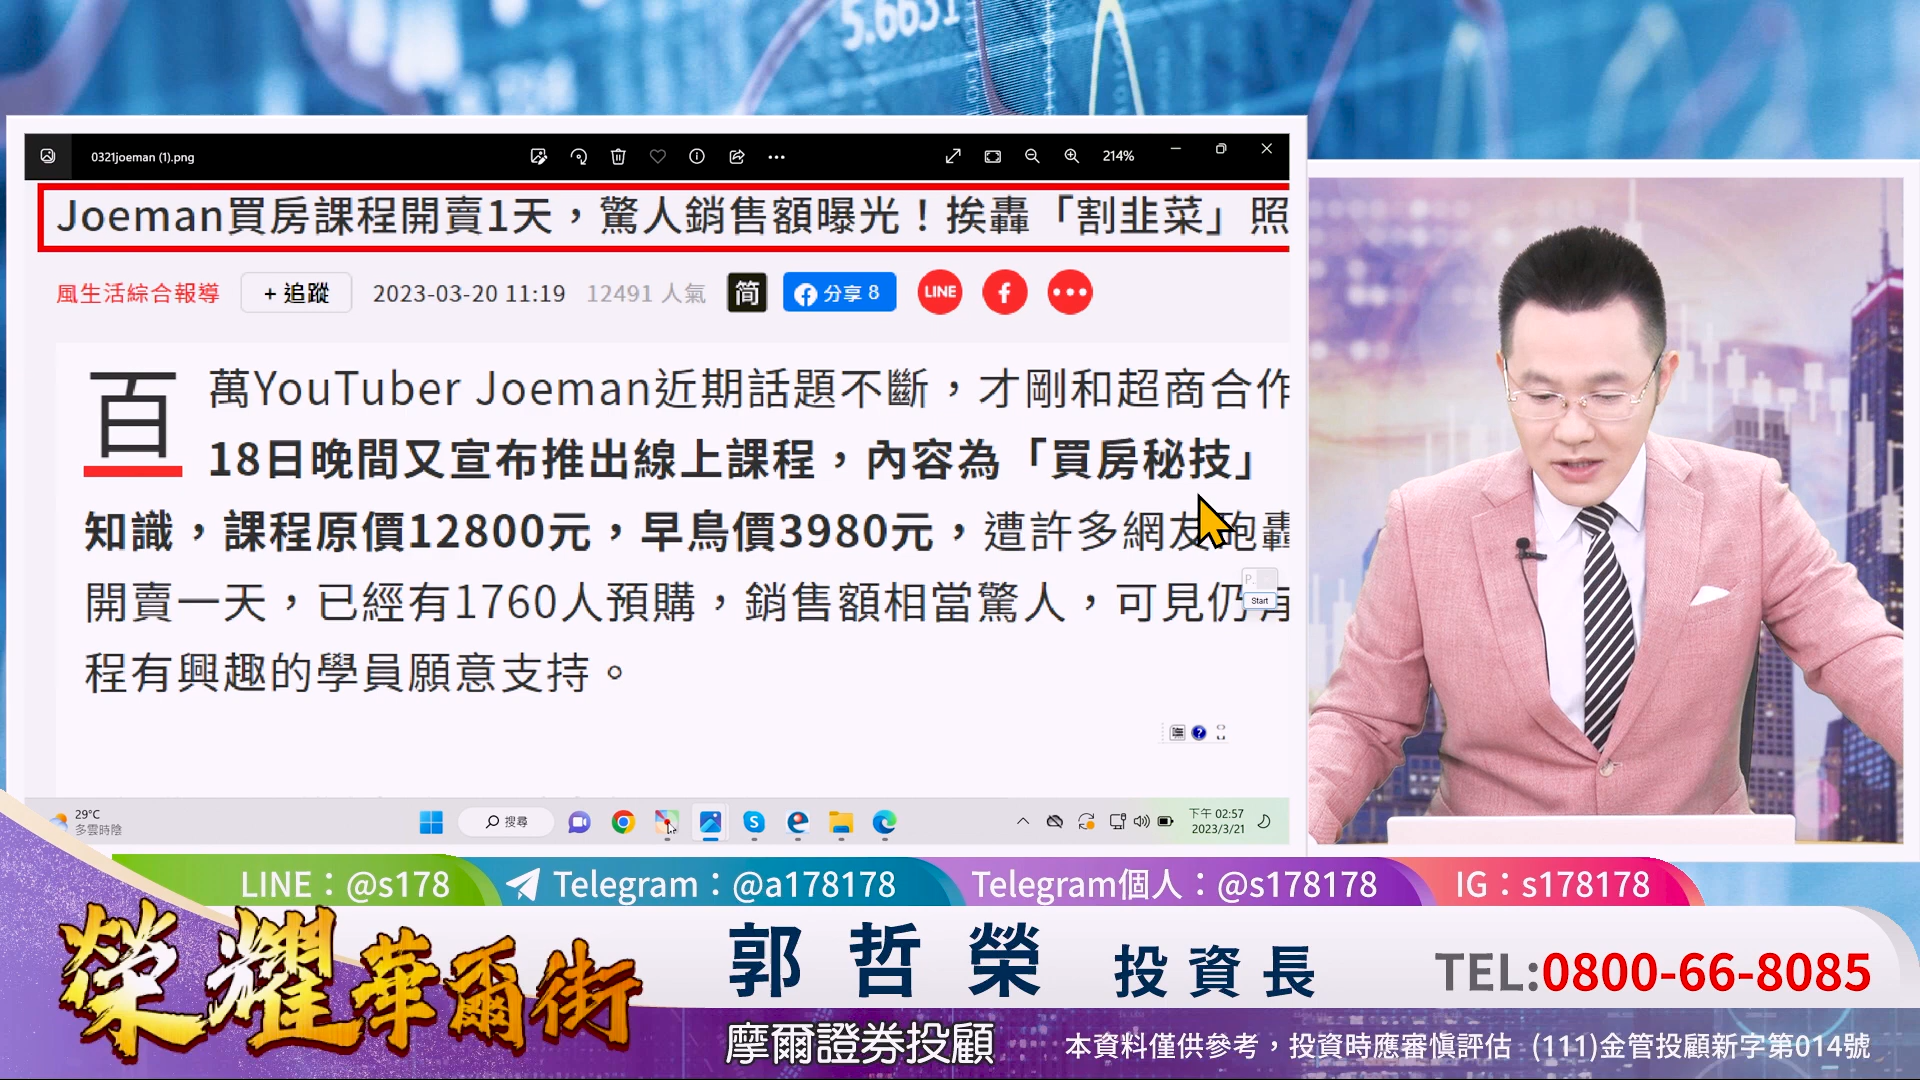 5.6631
0321joeman (1).png
214%
Joeman買房課程開賣1天，驚人銷售額曝光！挨轟「割韭菜」照
風生活綜合報導
+ 追蹤
2023-03-20 11:19
12491 人氣
简
分享 8
LINE
百
萬YouTuber Joeman近期話題不斷，才剛和超商合作
18日晚間又宣布推出線上課程，內容為「買房秘技」
知識，課程原價12800元，早鳥價3980元，遭許多網友砲轟
開賣一天，已經有1760人預購，銷售額相當驚人，可見仍有
程有興趣的學員願意支持。
Start
29°C
多雲時陰
搜尋
下午 02:57
2023/3/21
LINE：@s178
Telegram：@a178178
Telegram個人：@s178178
IG：s178178
榮耀華爾街
郭哲榮 投資長
TEL:0800-66-8085
摩爾證券投顧
本資料僅供參考，投資時應審慎評估 (111)金管投顧新字第014號